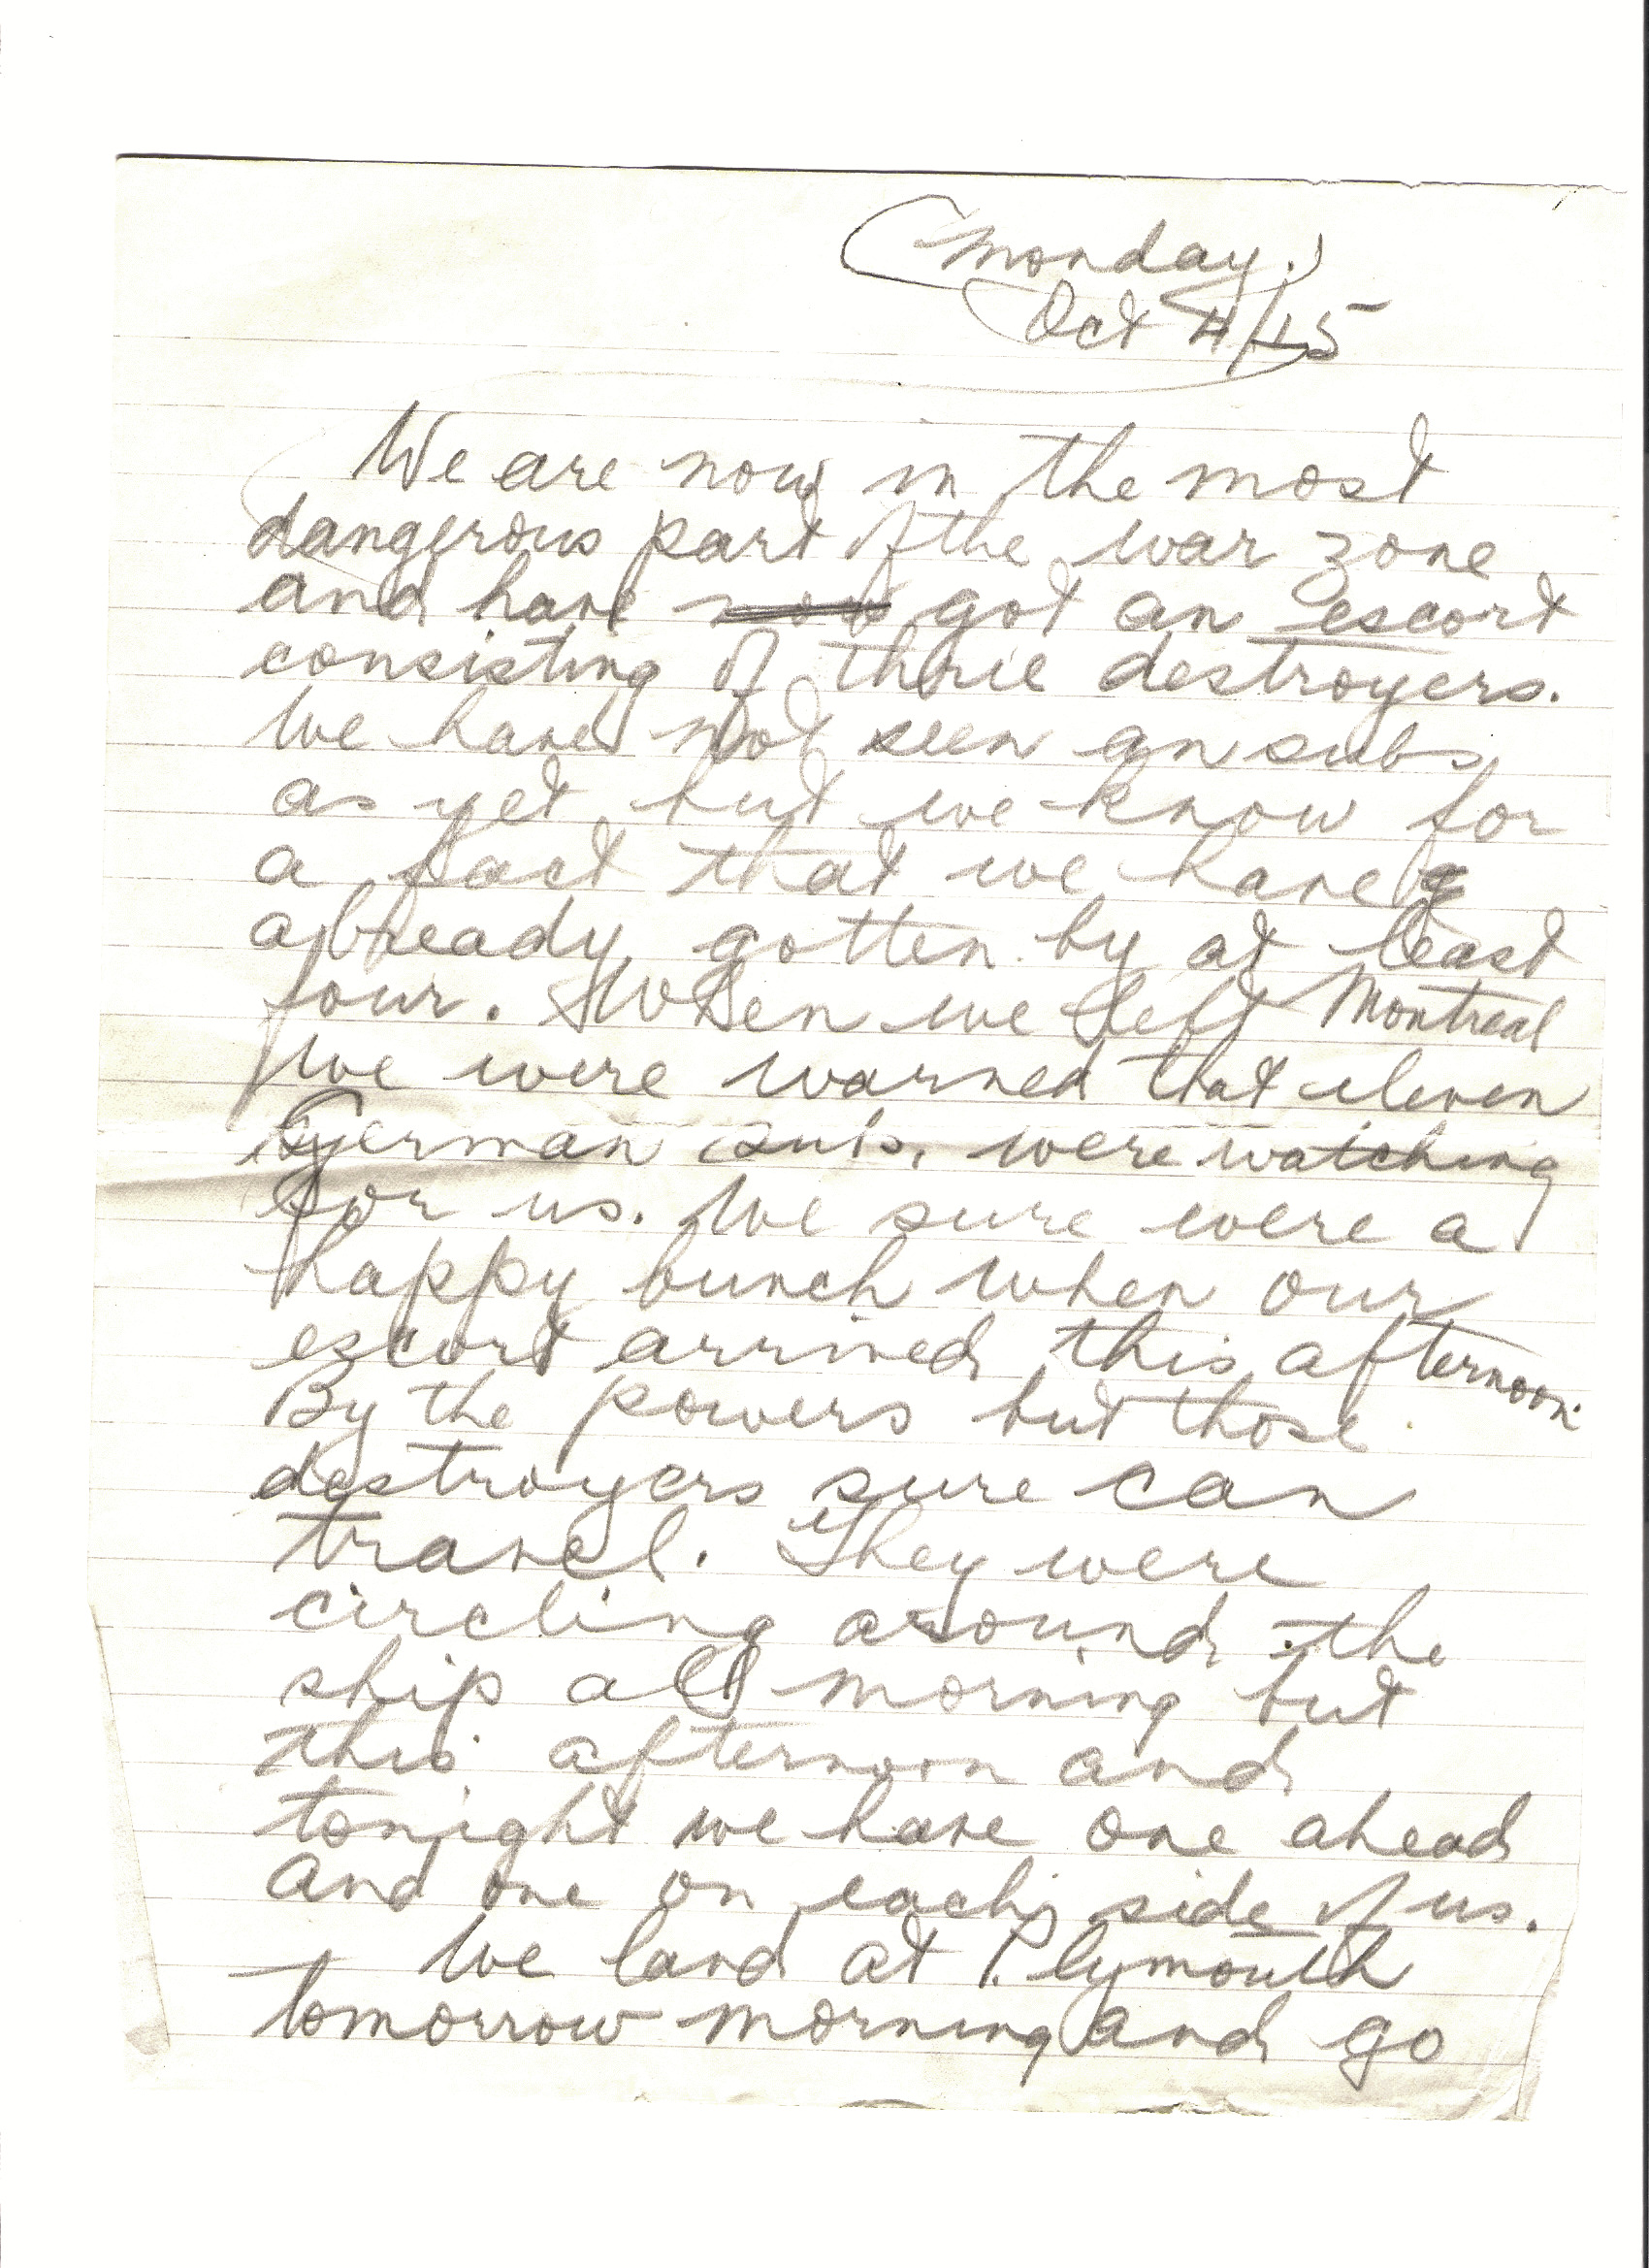 Monday.
Oct 4/15
We are now in the most
dangerous part of the war zone
and have got an escort
consisting of three destroyers.
We have not seen an subs
as yet but we know for
a fact that we have
already gotten by at least
four. When we left Montreal
we were warned that eleven
German subs. were watching
for us. We sure were a
happy bunch when our
escort arrived this afternoon.
By the powers but those
destroyers sure can
travel. They were
circling around the
ship all morning but
this afternoon and
tonight we have one ahead
and one on each side of us.
We land at Plymouth
tomorrow morning and go